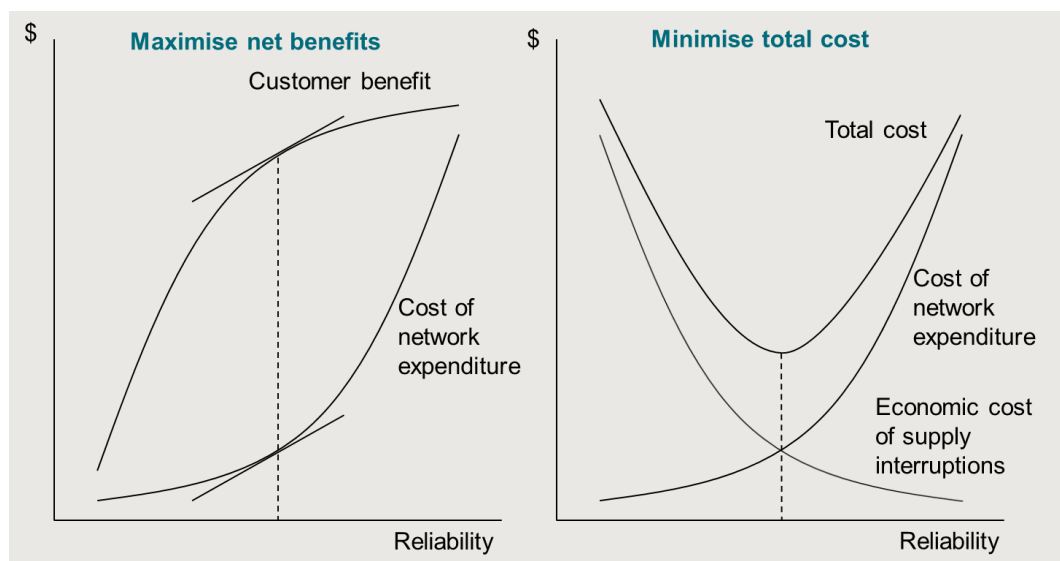 $
Maximise net benefits
Customer benefit
Cost of
network
expenditure
Reliability
$
Minimise total cost
Total cost
Cost of
network
expenditure
Economic cost
of supply
interruptions
Reliability